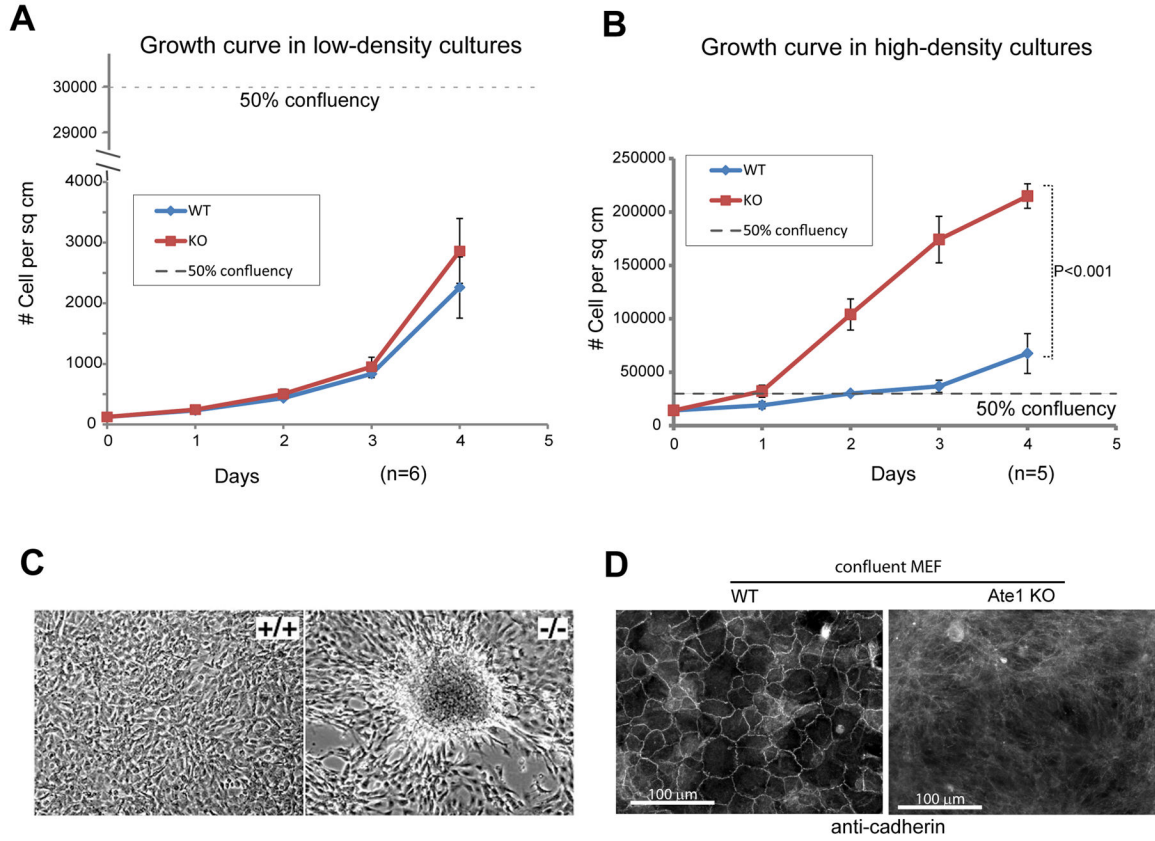 A
Growth curve in low-density cultures
30000
50% confluency
29000
# Cell per sq cm
4000
3000
2000
1000
0
WT
KO
50% confluency
0 1 2 3 4 5
Days (n=6)
B
Growth curve in high-density cultures
# Cell per sq cm
250000
200000
150000
100000
50000
0
WT
KO
50% confluency
P<0.001
50% confluency
0 1 2 3 4 5
Days (n=5)
C
+/+ -/-
D
confluent MEF
WT Ate1 KO
100 µm 100 µm
anti-cadherin